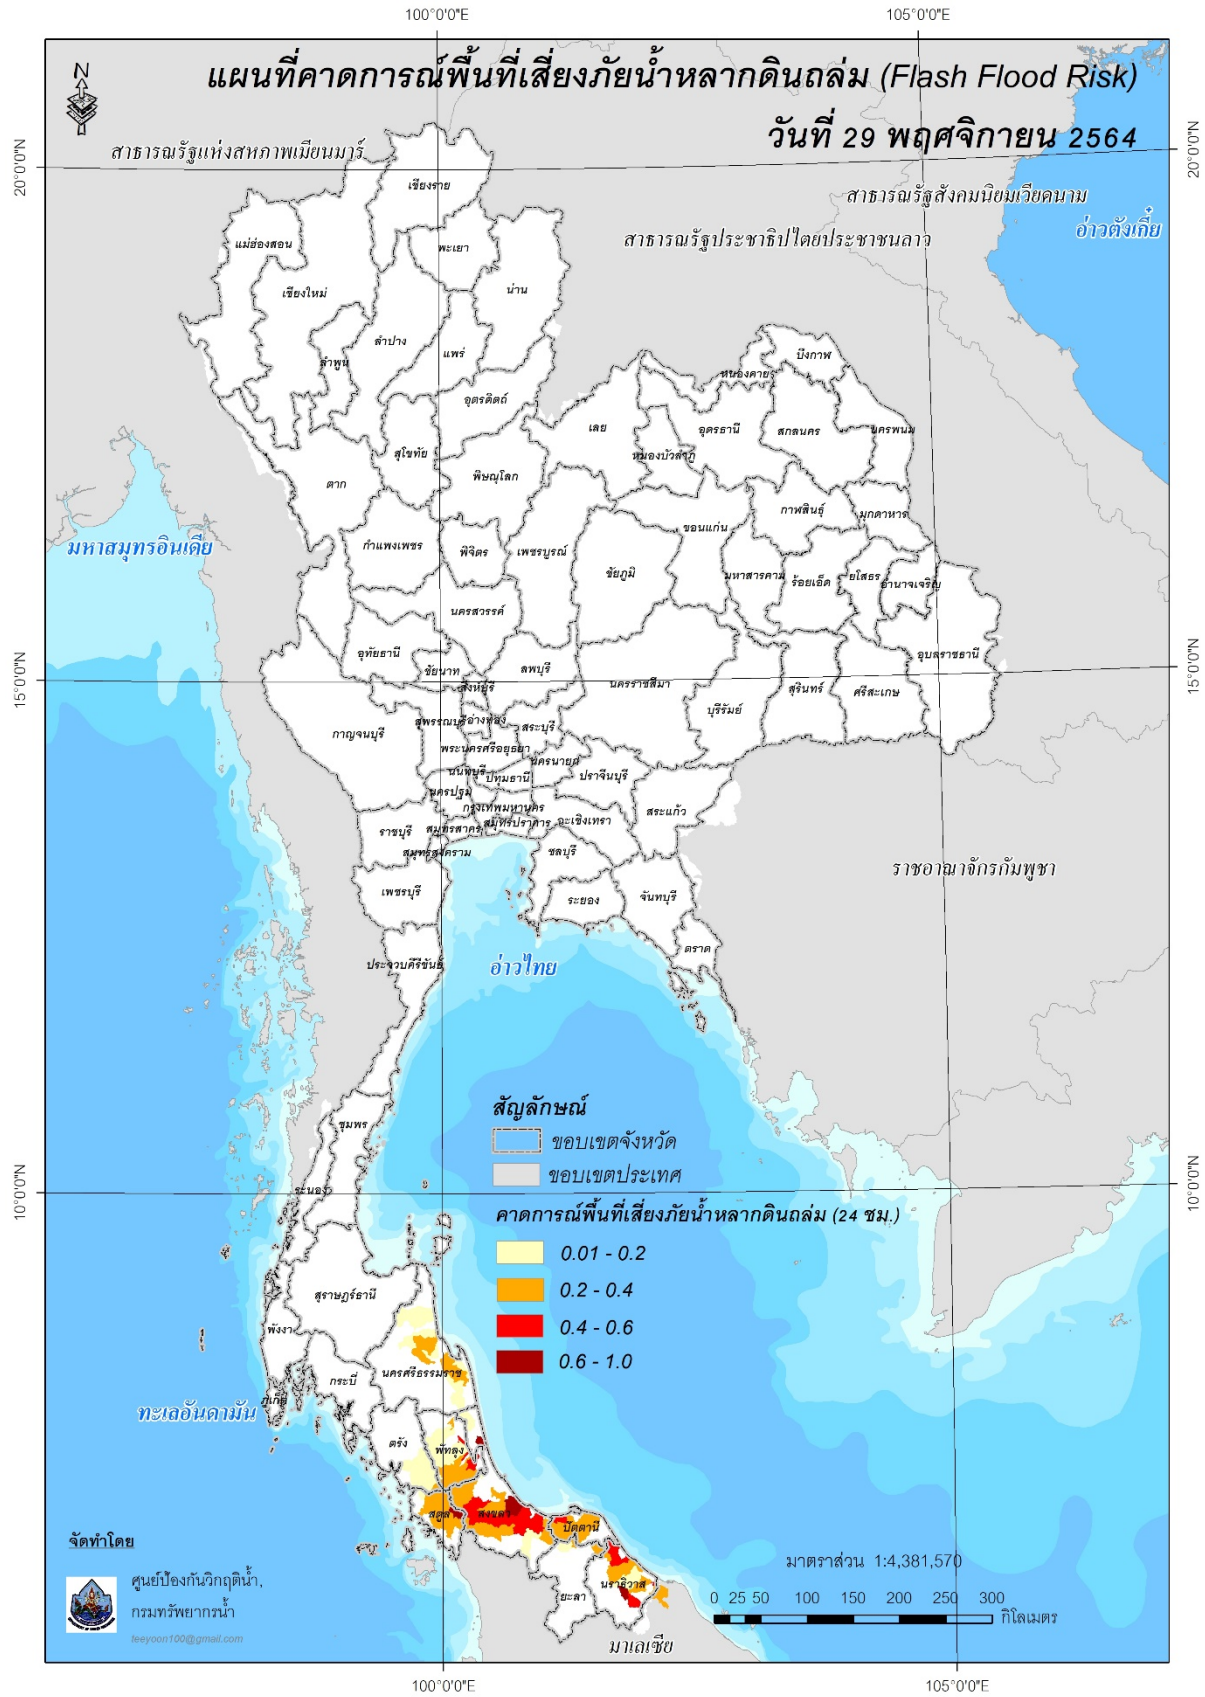 100°0'0"E
105°0'0"E
N
แผนที่คาดการณ์พื้นที่เสี่ยงภัยน้ำหลากดินถล่ม (Flash Flood Risk)
วันที่ 29 พฤศจิกายน 2564
20°0'0"N
20°0'0"N
สาธารณรัฐแห่งสหภาพเมียนมาร์
เชียงราย
สาธารณรัฐสังคมนิยมเวียดนาม
อ่าวตังเกี๋ย
สาธารณรัฐประชาธิปไตยประชาชนลาว
แม่ฮ่องสอน
พะเยา
เชียงใหม่
น่าน
ลำปาง
แพร่
ลำพูน
บึงกาฬ
หนองคาย
อุตรดิตถ์
เลย
อุดรธานี
สกลนคร
นครพนม
สุโขทัย
หนองบัวลำภู
พิษณุโลก
ตาก
กาฬสินธุ์
มุกดาหาร
ขอนแก่น
มหาสมุทรอินเดีย
กำแพงเพชร
พิจิตร
เพชรบูรณ์
ชัยภูมิ
มหาสารคาม
ร้อยเอ็ด
ยโสธร
อำนาจเจริญ
นครสวรรค์
อุทัยธานี
ชัยนาท
ลพบุรี
อุบลราชธานี
15°0'0"N
15°0'0"N
สิงห์บุรี
นครราชสีมา
สุรินทร์
ศรีสะเกษ
บุรีรัมย์
สุพรรณบุรี
อ่างทอง
สระบุรี
กาญจนบุรี
พระนครศรีอยุธยา
นครนายก
นนทบุรี
ปทุมธานี
ปราจีนบุรี
นครปฐม
กรุงเทพมหานคร
สระแก้ว
ราชบุรี
สมุทรสาคร
สมุทรปราการ
ฉะเชิงเทรา
สมุทรสงคราม
ชลบุรี
ราชอาณาจักรกัมพูชา
เพชรบุรี
ระยอง
จันทบุรี
ตราด
ประจวบคีรีขันธ์
อ่าวไทย
สัญลักษณ์
ขอบเขตจังหวัด
ขอบเขตประเทศ
ชุมพร
ระนอง
10°0'0"N
10°0'0"N
คาดการณ์พื้นที่เสี่ยงภัยน้ำหลากดินถล่ม (24 ชม.)
0.01 - 0.2
0.2 - 0.4
0.4 - 0.6
0.6 - 1.0
สุราษฎร์ธานี
พังงา
นครศรีธรรมราช
กระบี่
ภูเก็ต
ทะเลอันดามัน
ตรัง
พัทลุง
สตูล
สงขลา
ปัตตานี
นราธิวาส
ยะลา
มาเลเซีย
จัดทำโดย
ศูนย์ป้องกันวิกฤติน้ำ,
กรมทรัพยากรน้ำ
teeyoon100@gmail.com
มาตราส่วน 1:4,381,570
0 25 50 100 150 200 250 300
กิโลเมตร
100°0'0"E
105°0'0"E